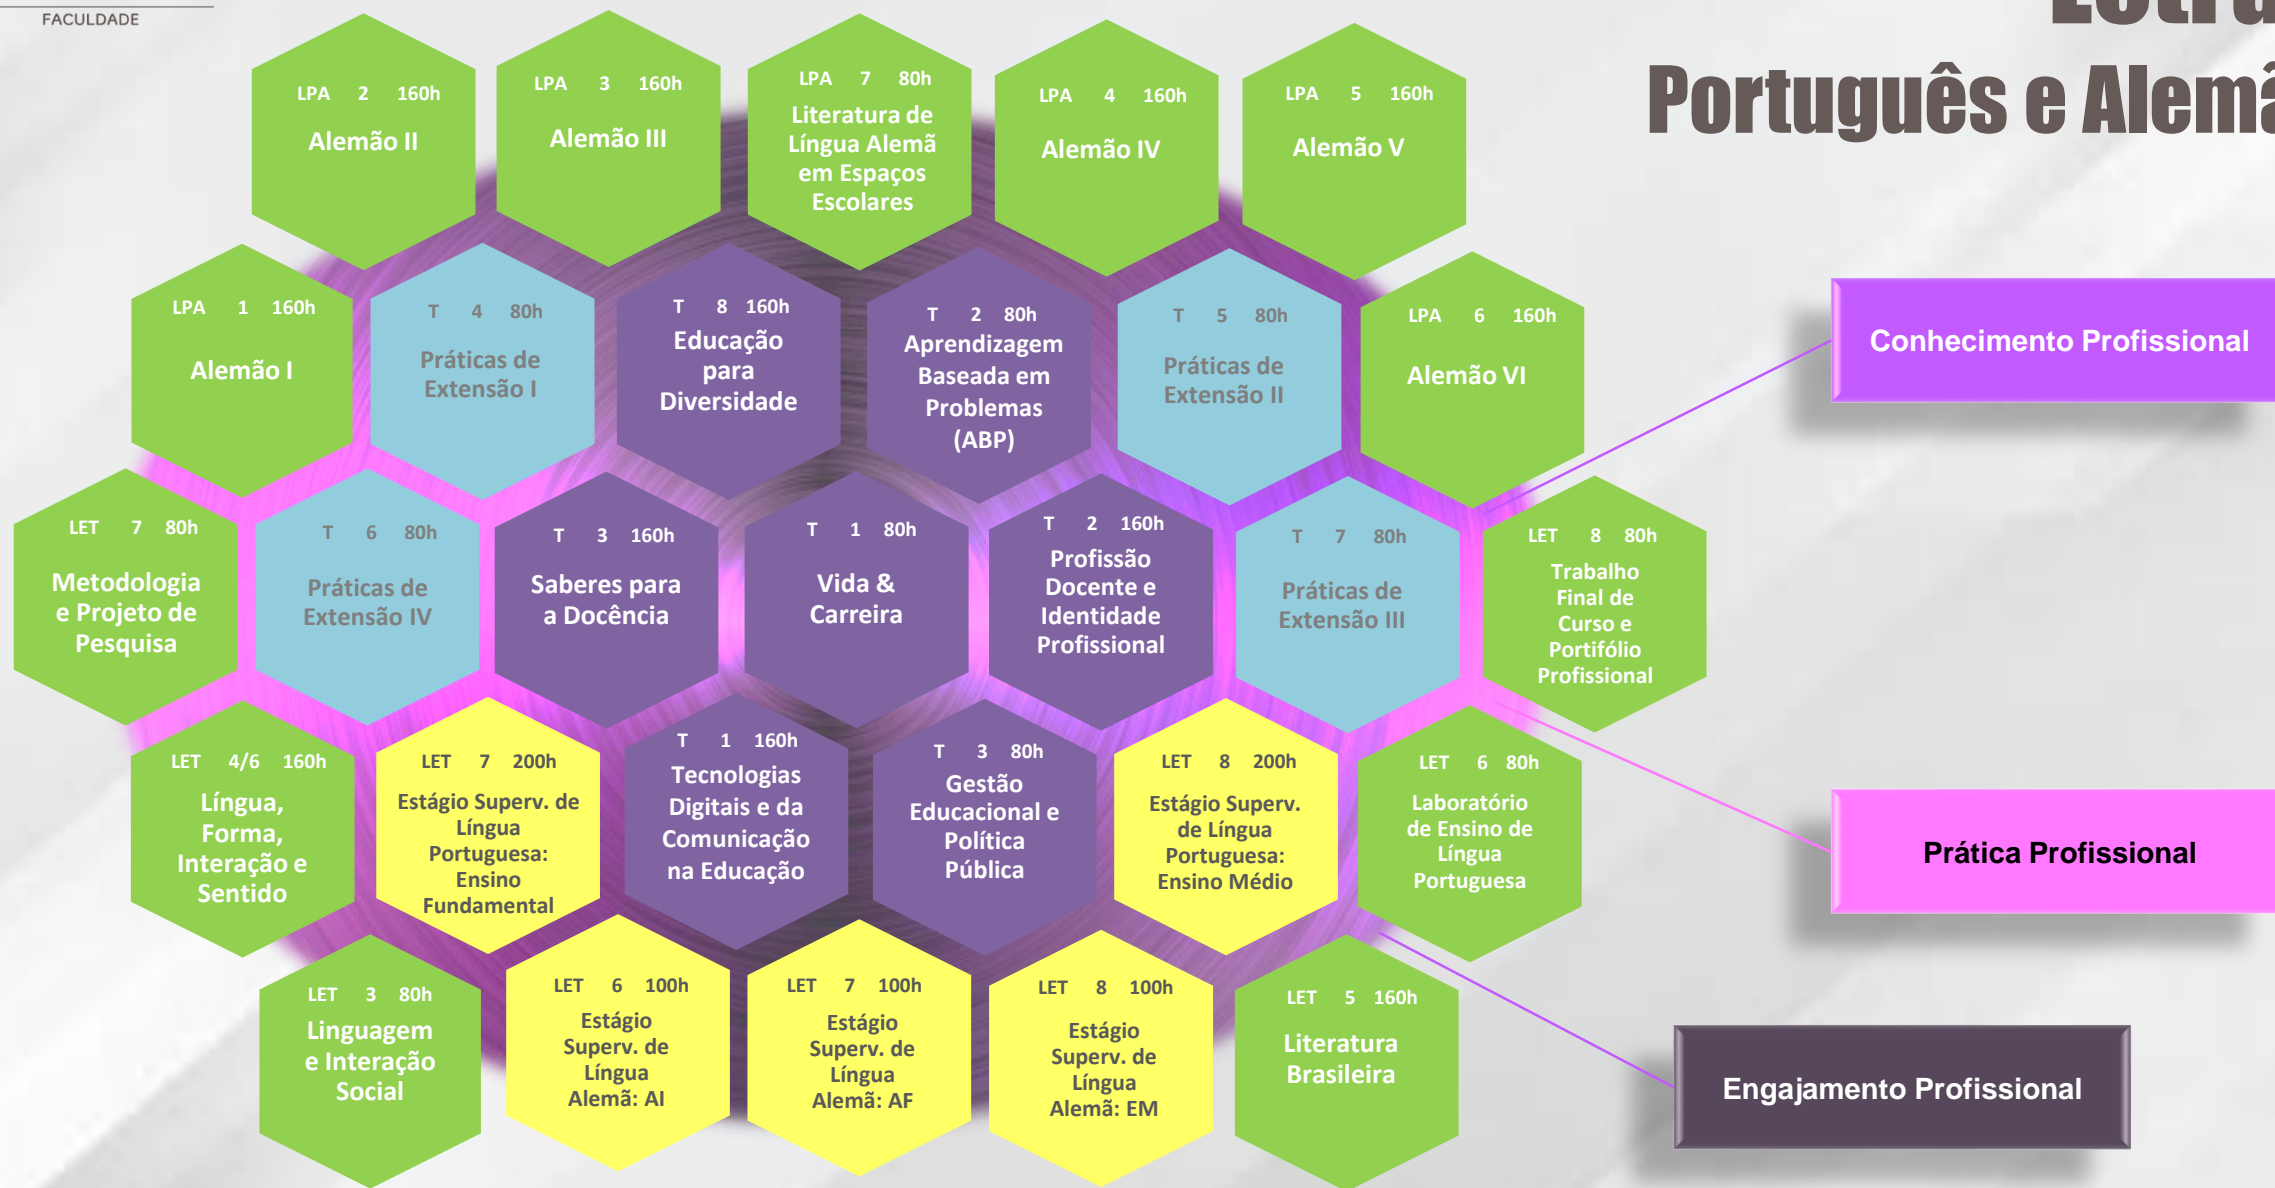 FACULDADE
Português e
LPA 2 160h
Alemão II
LPA 3 160h
Alemão III
LPA 7 80h
Literatura de
Língua Alemã
em Espaços
Escolares
LPA 4 160h
Alemão IV
LPA 5 160h
Alemão V
LPA 1 160h
Alemão I
T 4 80h
Práticas de
Extensão I
T 8 160h
Educação
para
Diversidade
T 2 80h
Aprendizagem
Baseada em
Problemas
(ABP)
T 5 80h
Práticas de
Extensão II
LPA 6 160h
Alemão VI
Conhecimento Profissional
LET 7 80h
Metodologia
e Projeto de
Pesquisa
T 6 80h
Práticas de
Extensão IV
T 3 160h
Saberes para
a Docência
T 1 80h
Vida &
Carreira
T 2 160h
Profissão
Docente e
Identidade
Profissional
T 7 80h
Práticas de
Extensão III
LET 8 80h
Trabalho
Final de
Curso e
Portifólio
Profissional
LET 4/6 160h
Língua,
Forma,
Interação e
Sentido
LET 7 200h
Estágio Superv. de
Língua
Portuguesa:
Ensino
Fundamental
T 1 160h
Tecnologias
Digitais e da
Comunicação
na Educação
T 3 80h
Gestão
Educacional e
Política
Pública
LET 8 200h
Estágio Superv.
de Língua
Portuguesa:
Ensino Médio
LET 6 80h
Laboratório
de Ensino de
Língua
Portuguesa
Prática Profissional
LET 3 80h
Linguagem
e Interação
Social
LET 6 100h
Estágio
Superv. de
Língua
Alemã: AI
LET 7 100h
Estágio
Superv. de
Língua
Alemã: AF
LET 8 100h
Estágio
Superv. de
Língua
Alemã: EM
LET 5 160h
Literatura
Brasileira
Engajamento Profissional